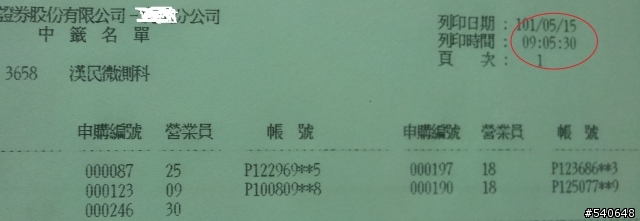 證券股份有限公司 分公司
中 籤 名 單
列印日期： 101/05/15
列印時間： 09:05:30
頁 次： 1
3658 漢民微測科
申購編號 營業員 帳 號 申購編號 營業員 帳 號
000087 25 P122969**5 000197 18 P123686**3
000123 09 P100809**8 000190 18 P125077**9
000246 30
#540648